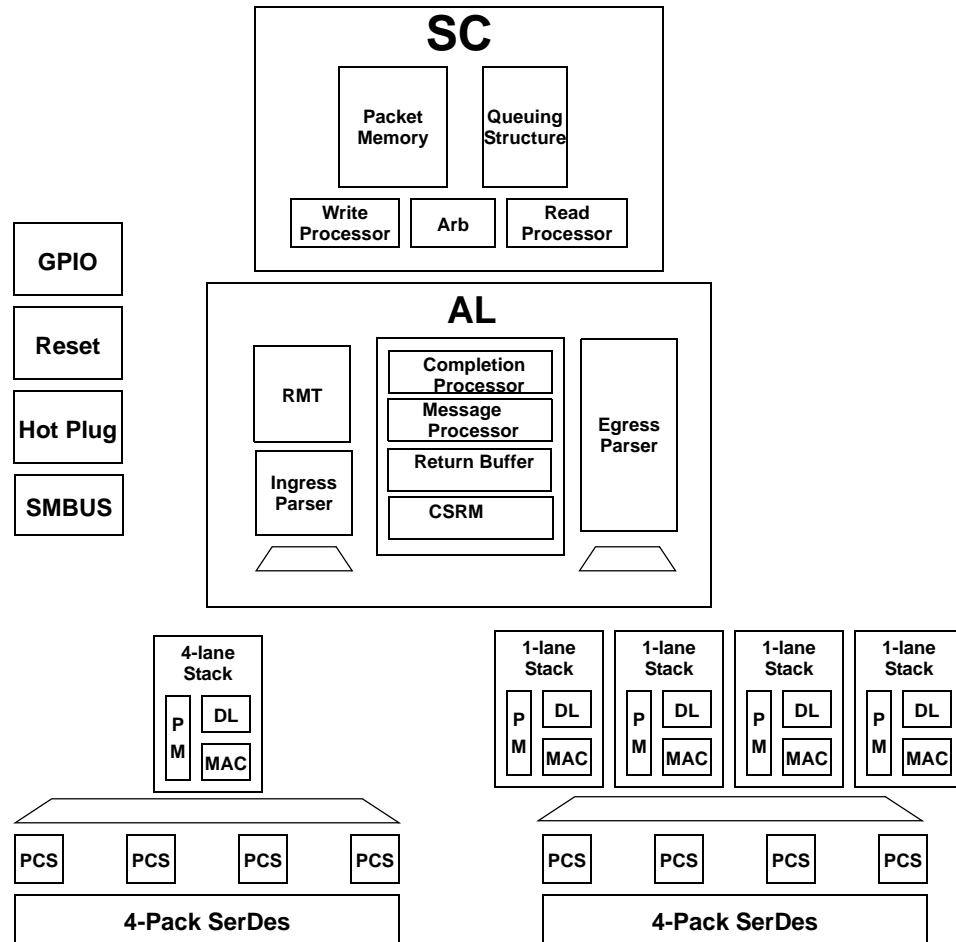 SC
Packet
Memory
Queuing
Structure
Write
Processor
Arb
Read
Processor
GPIO
Reset
Hot Plug
SMBUS
AL
RMT
Ingress
Parser
Completion
Processor
Message
Processor
Return Buffer
CSRM
Egress
Parser
4-lane
Stack
P
M
DL
MAC
1-lane
Stack
P
M
DL
MAC
1-lane
Stack
P
M
DL
MAC
1-lane
Stack
P
M
DL
MAC
1-lane
Stack
P
M
DL
MAC
PCS
PCS
PCS
PCS
4-Pack SerDes
PCS
PCS
PCS
PCS
4-Pack SerDes